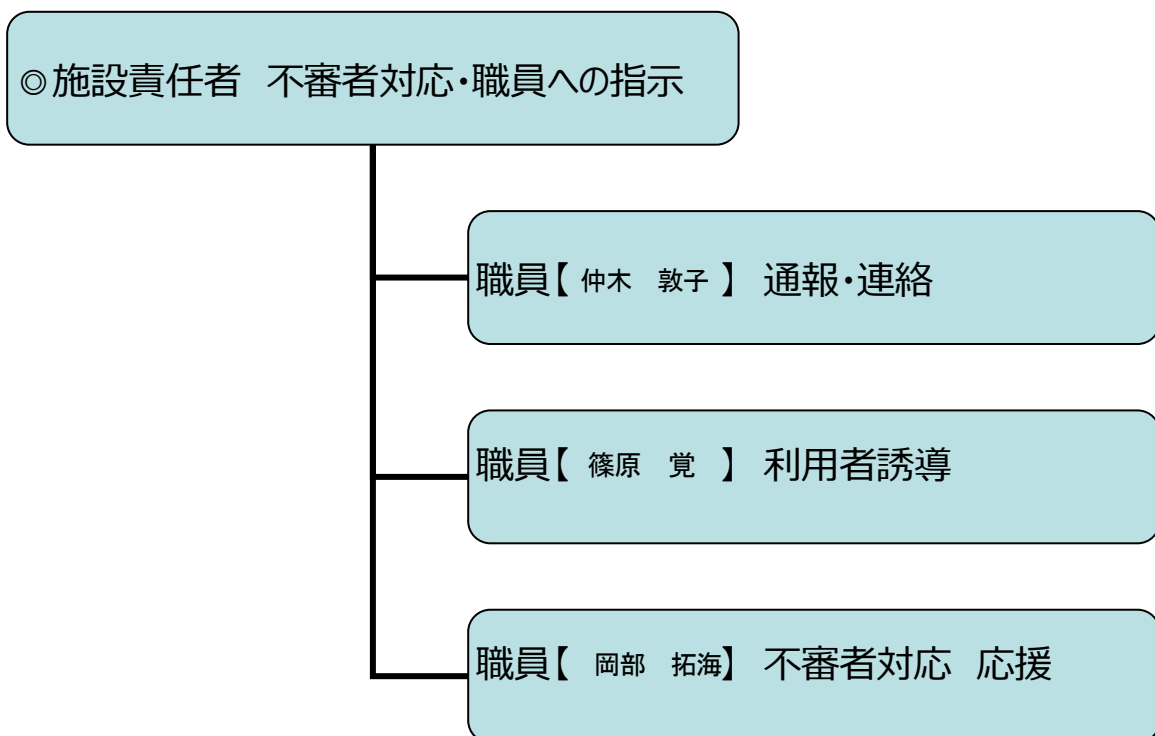 ◎施設責任者　不審者対応・職員への指示
職員【 仲木　敦子 】　通報・連絡
職員【 篠原　覚 】　利用者誘導
職員【 岡部　拓海】　不審者対応　応援